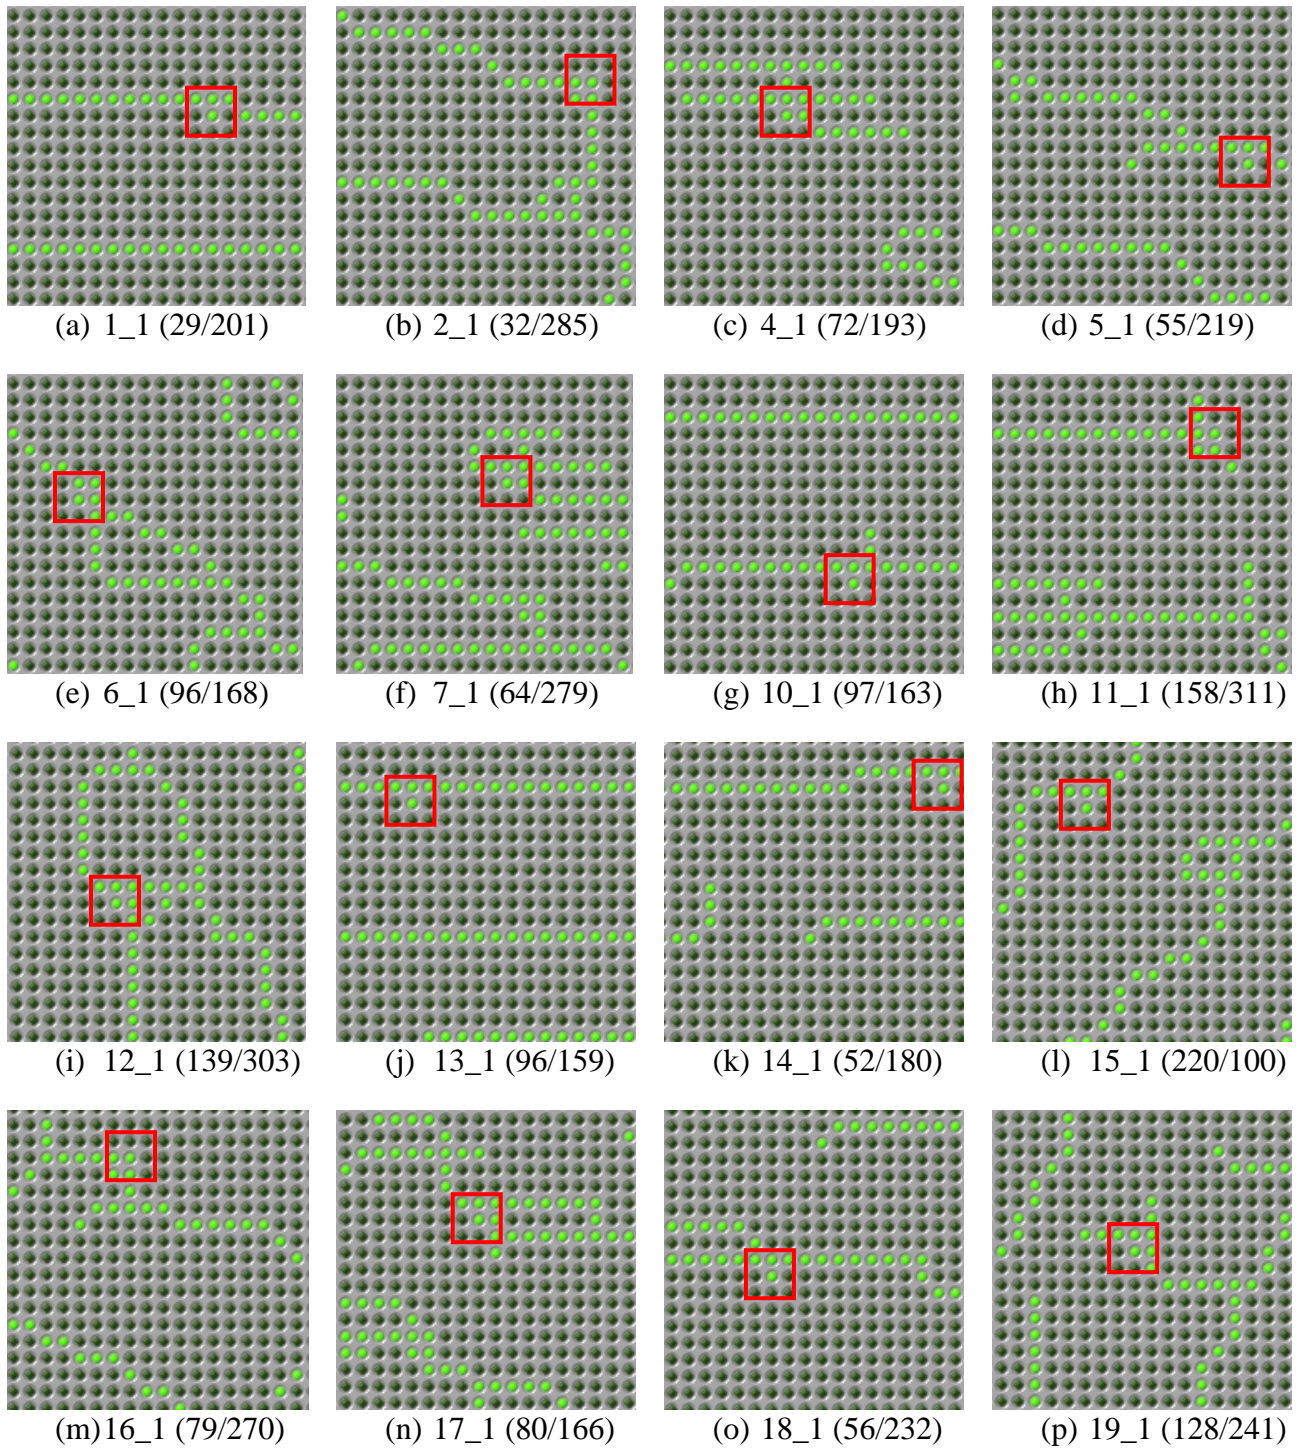 (a) 1_1 (29/201)
(b) 2_1 (32/285)
(c) 4_1 (72/193)
(d) 5_1 (55/219)
(e) 6_1 (96/168)
(f) 7_1 (64/279)
(g) 10_1 (97/163)
(h) 11_1 (158/311)
(i) 12_1 (139/303)
(j) 13_1 (96/159)
(k) 14_1 (52/180)
(l) 15_1 (220/100)
(m) 16_1 (79/270)
(n) 17_1 (80/166)
(o) 18_1 (56/232)
(p) 19_1 (128/241)